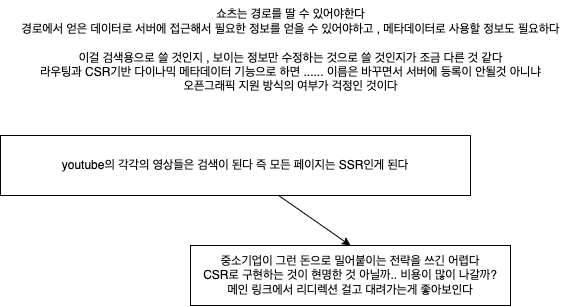 쇼츠는 경로를 딸 수 있어야한다
경로에서 얻은 데이터로 서버에 접근해서 필요한 정보를 얻을 수 있어야하고 , 메타데이터로 사용할 정보도 필요하다
이걸 검색용으로 쓸 것인지 , 보이는 정보만 수정하는 것으로 쓸 것인지가 조금 다른 것 같다
라우팅과 CSR기반 다이나믹 메타데이터 기능으로 하면 ...... 이름은 바꾸면서 서버에 등록이 안될것 아니냐
오픈그래픽 지원 방식의 여부가 걱정인 것이다
youtube의 각각의 영상들은 검색이 된다 즉 모든 페이지는 SSR인게 된다
중소기업이 그런 돈으로 밀어붙이는 전략을 쓰긴 어렵다
CSR로 구현하는 것이 현명한 것 아닐까.. 비용이 많이 나갈까?
메인 링크에서 리디렉션 걸고 대려가는게 좋아보인다